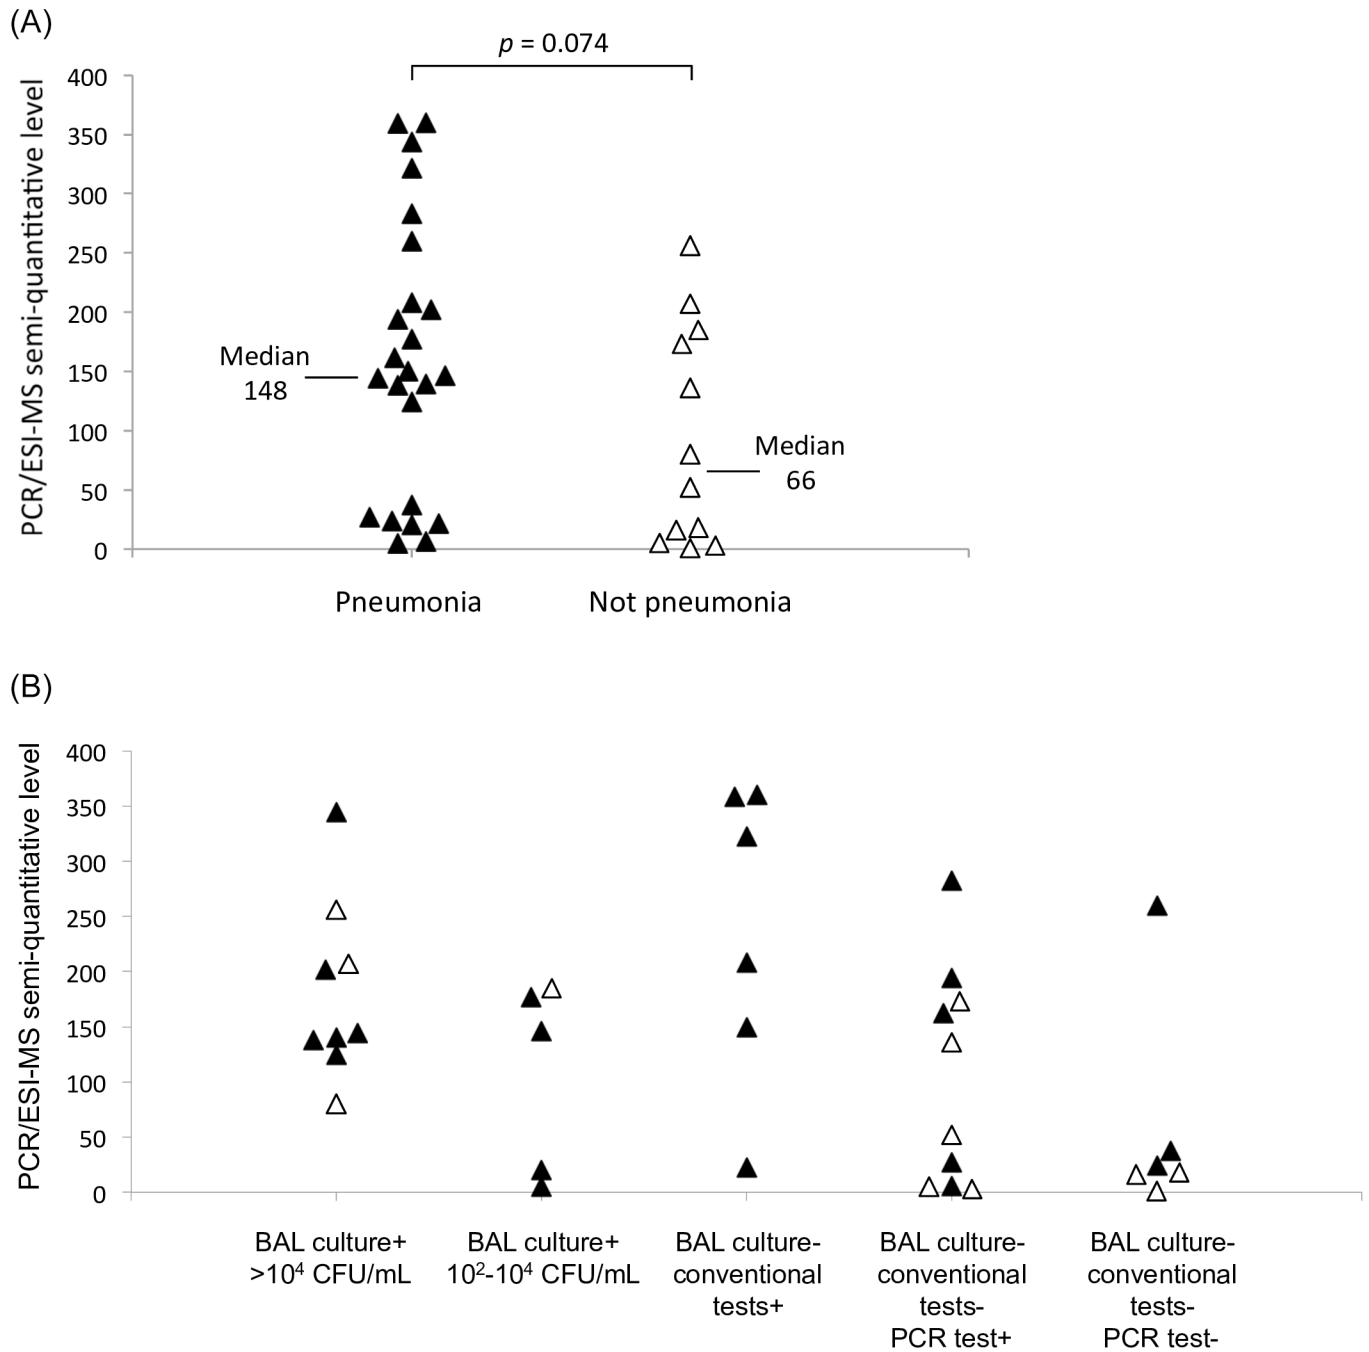 (A)
p = 0.074
PCR/ESI-MS semi-quantitative level
400
350
300
250
200
150
100
50
0
Median
148
Median
66
Pneumonia
Not pneumonia
(B)
PCR/ESI-MS semi-quantitative level
400
350
300
250
200
150
100
50
0
BAL culture+
>10⁴ CFU/mL
BAL culture+
10²-10⁴ CFU/mL
BAL culture-
conventional
tests+
BAL culture-
conventional
tests-
PCR test+
BAL culture-
conventional
tests-
PCR test-